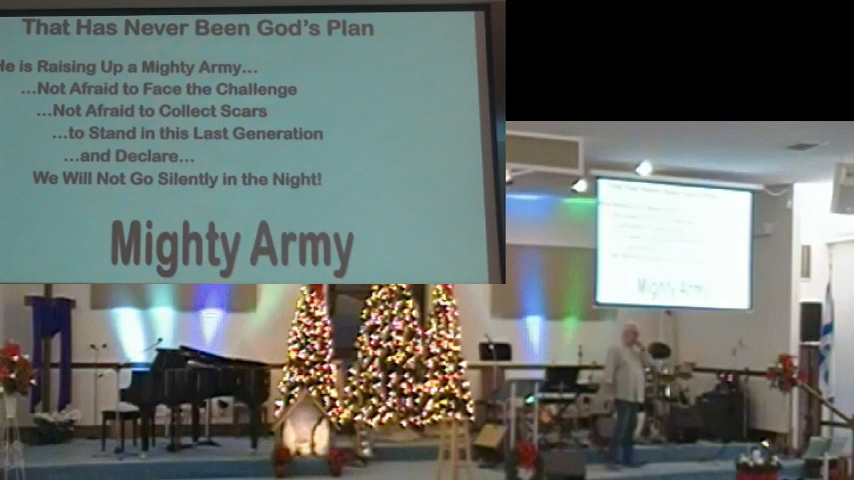 That Has Never Been God's Plan
He is Raising Up a Mighty Army...
...Not Afraid to Face the Challenge
...Not Afraid to Collect Scars
...to Stand in this Last Generation
...and Declare...
We Will Not Go Silently in the Night!
Mighty Army
Mighty Army